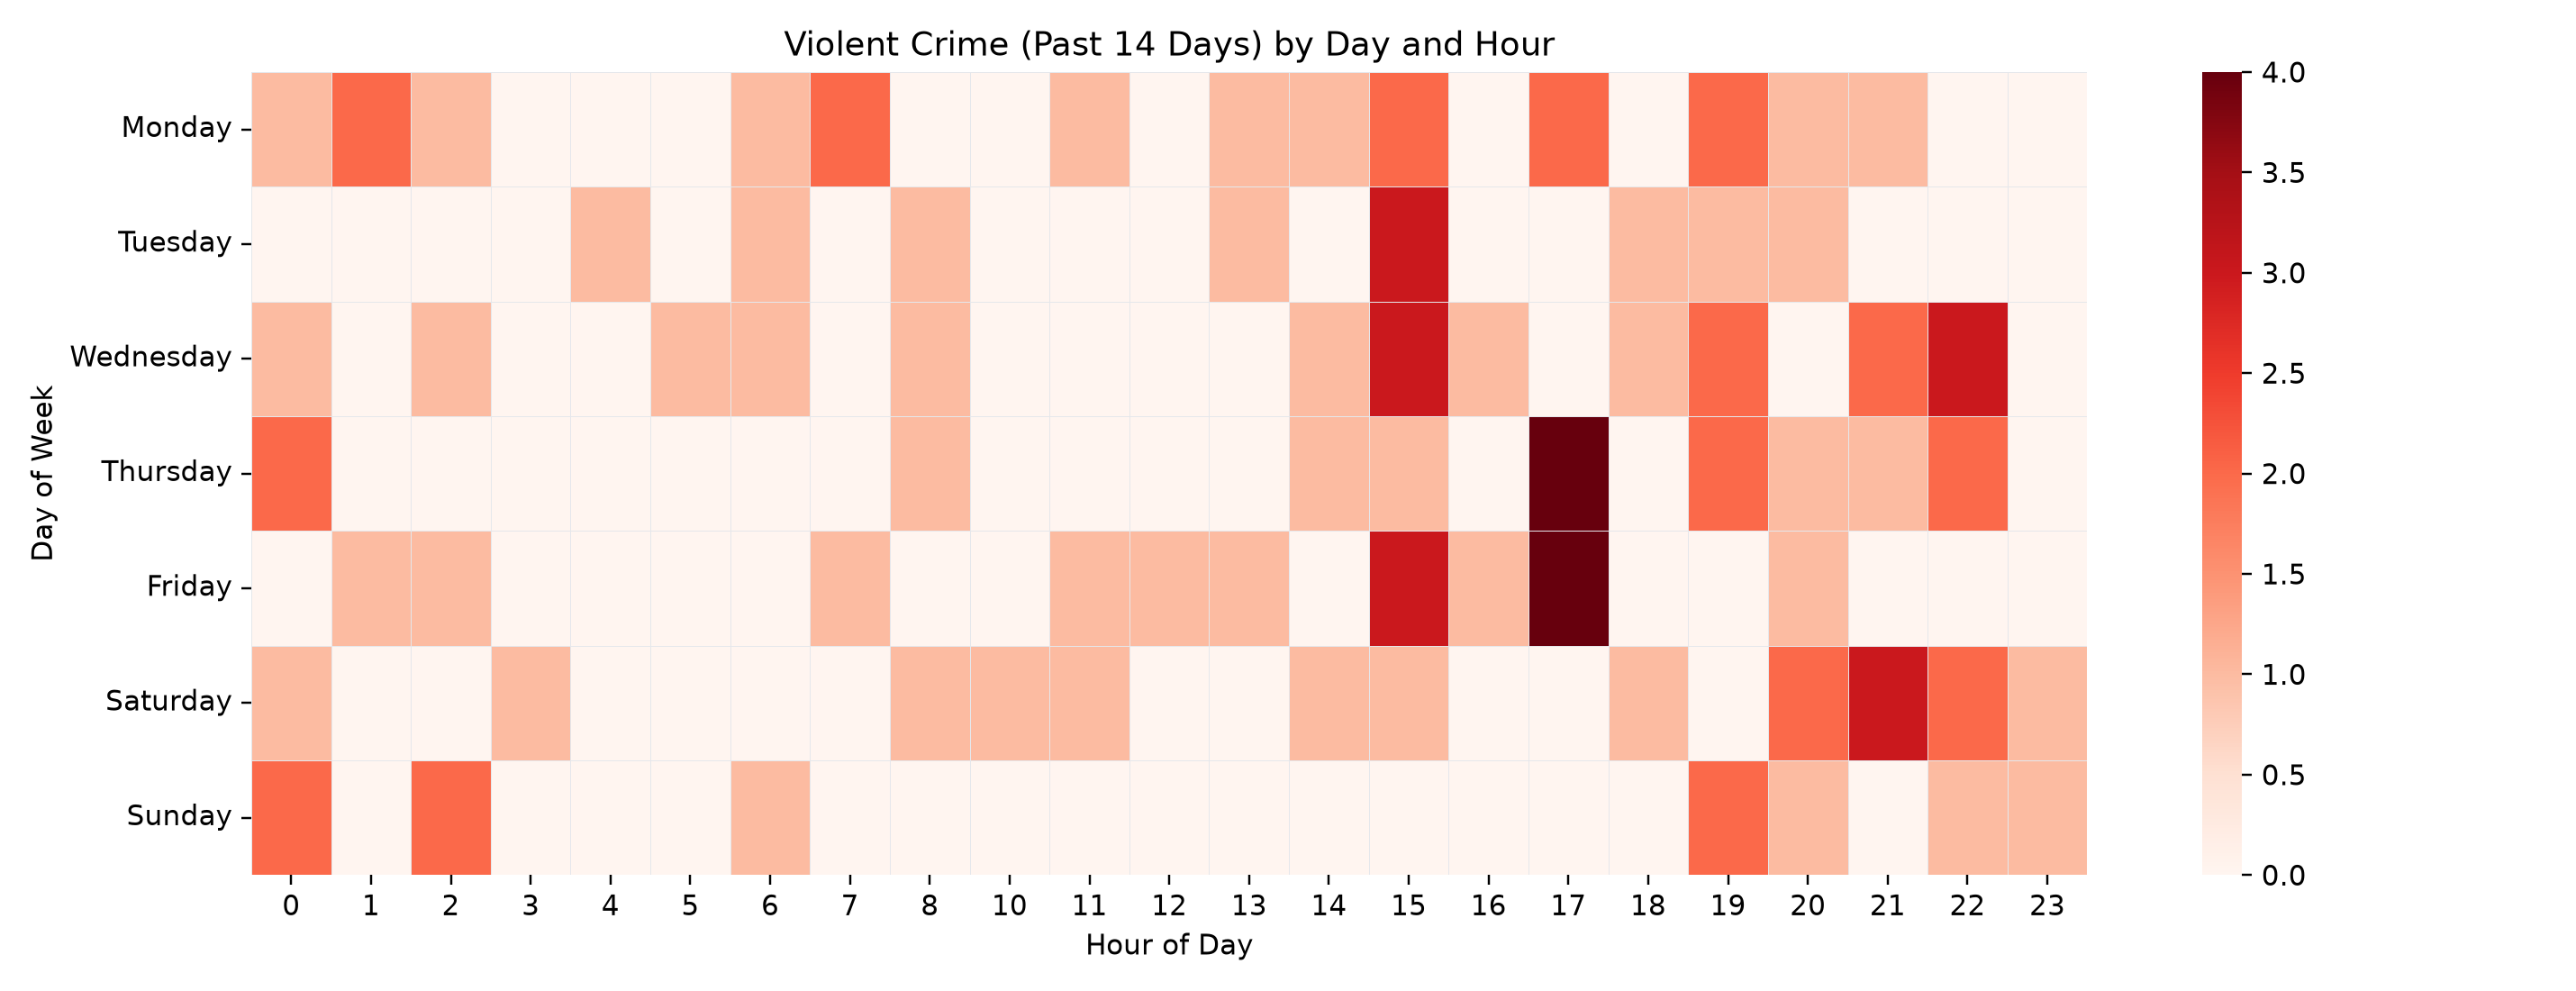 Violent Crime (Past 14 Days) by Day and Hour
Day of Week
Monday
Tuesday
Wednesday
Thursday
Friday
Saturday
Sunday
0 1 2 3 4 5 6 7 8 10 11 12 13 14 15 16 17 18 19 20 21 22 23
Hour of Day
4.0
3.5
3.0
2.5
2.0
1.5
1.0
0.5
0.0